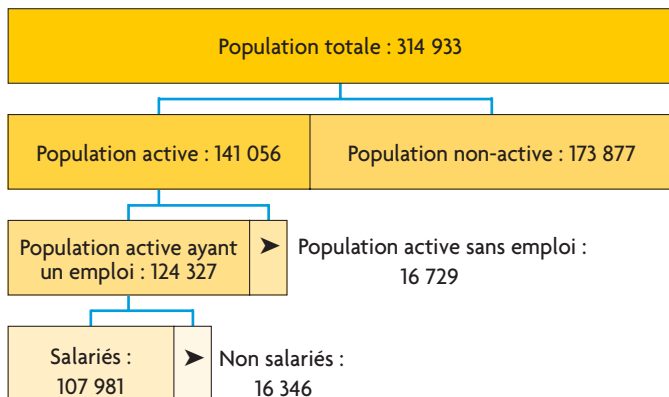 Population totale : 314 933
Population active : 141 056
Population non-active : 173 877
Population active ayant
un emploi : 124 327
Population active sans emploi :
16 729
Salariés :
107 981
Non salariés :
16 346